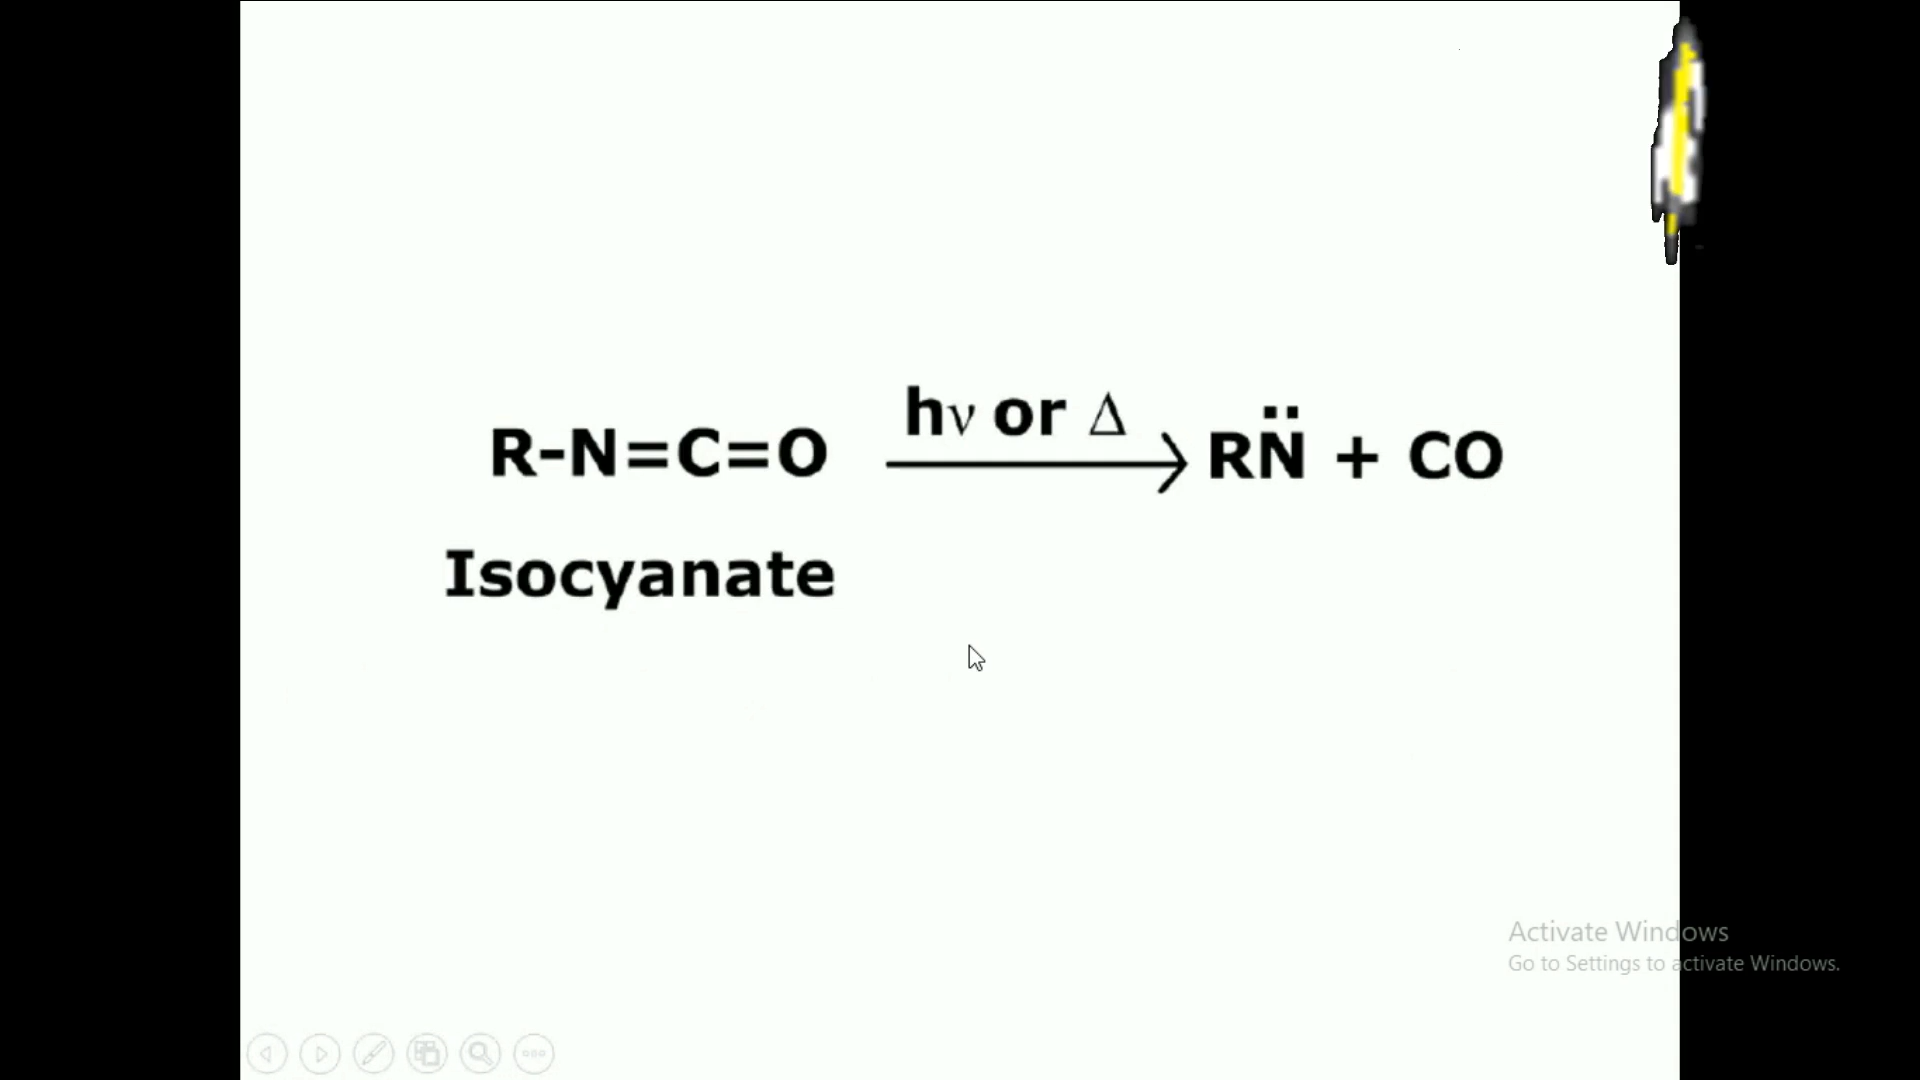 hν or Δ
R-N=C=O → RN̈ + CO
Isocyanate
Activate Windows
Go to Settings to activate Windows.